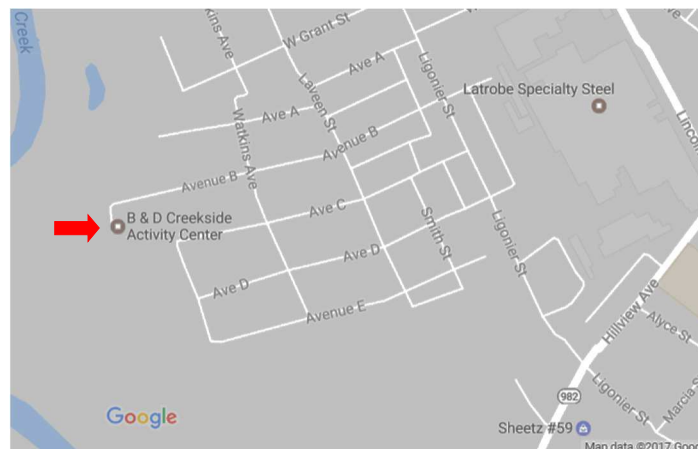 Creek
Watkins Ave
W Grant St
Ligonier St
Ave A
Laveen St
Latrobe Specialty Steel
Ave A
Watkins Ave
Avenue B
Avenue B
B & D Creekside
Activity Center
Ave C
Smith St
Ligonier St
Ave D
Ave D
Avenue E
Hillview Ave
Alyce St
982
Ligonier St
Marcia S
Google
Sheetz #59
Map data ©2017 Goo